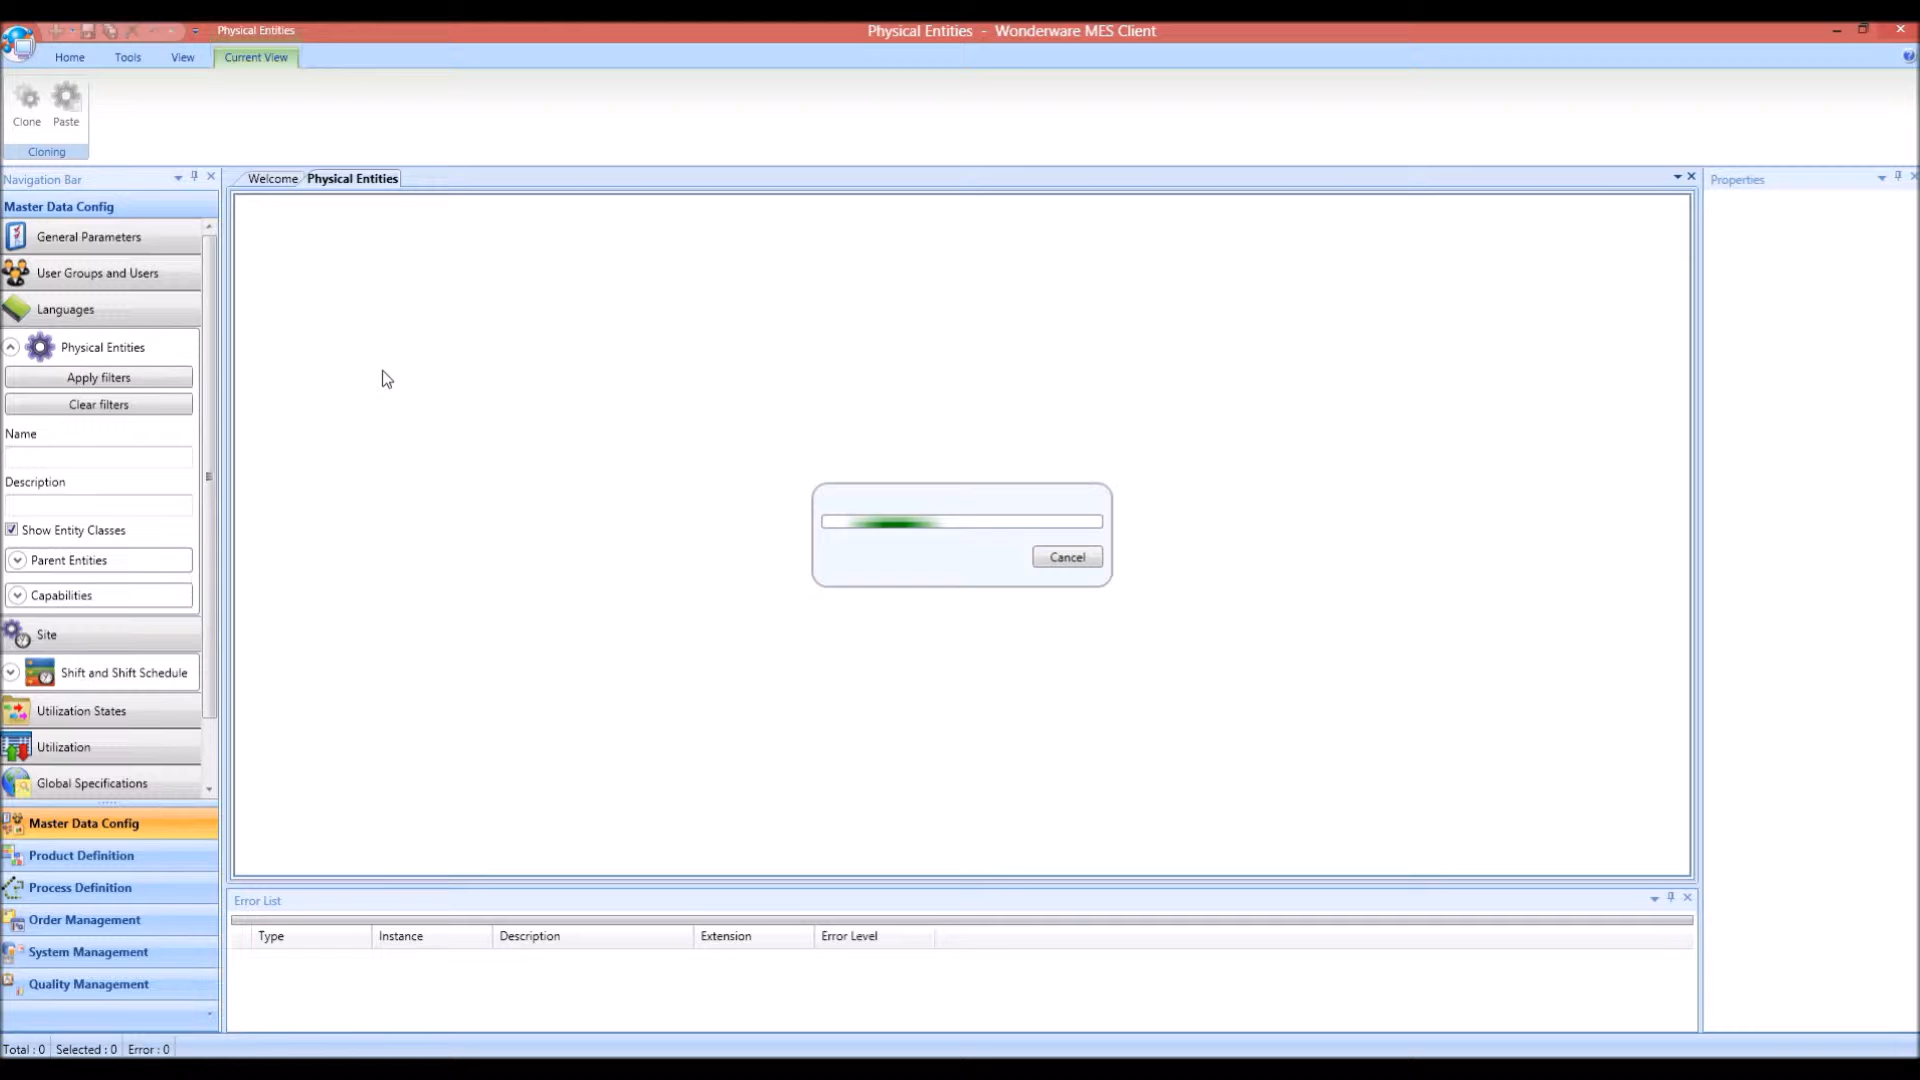 Physical Entities
Physical Entities - Wonderware MES Client
Home Tools View Current View
Clone Paste
Cloning
Navigation Bar
Welcome Physical Entities
Properties
Master Data Config
General Parameters
User Groups and Users
Languages
Physical Entities
Apply filters
Clear filters
Name
Description
Show Entity Classes
Parent Entities
Capabilities
Site
Shift and Shift Schedule
Utilization States
Utilization
Global Specifications
Master Data Config
Product Definition
Process Definition
Order Management
System Management
Quality Management
Cancel
Error List
Type Instance Description Extension Error Level
Total : 0 Selected : 0 Error : 0